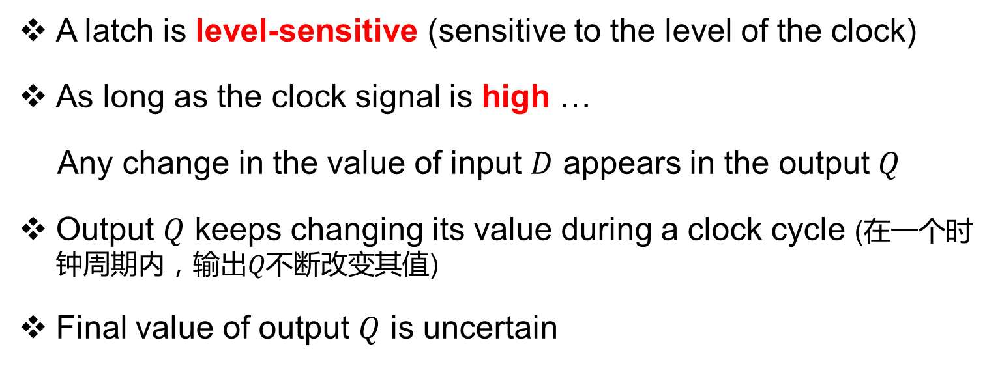 ❖ A latch is level-sensitive (sensitive to the level of the clock)
❖ As long as the clock signal is high …
Any change in the value of input D appears in the output Q
❖ Output Q keeps changing its value during a clock cycle (在一个时
钟周期内，输出Q不断改变其值)
❖ Final value of output Q is uncertain